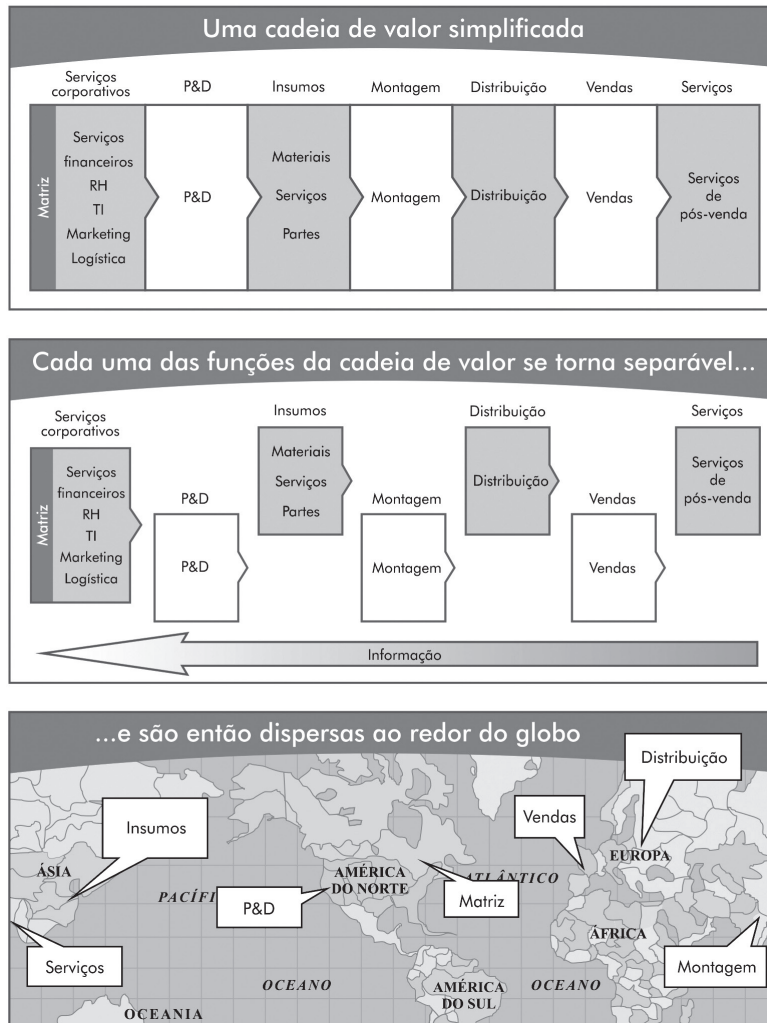 Uma cadeia de valor simplificada
Serviços
corporativos
P&D
Insumos
Montagem
Distribuição
Vendas
Serviços
Matriz
Serviços
financeiros
RH
TI
Marketing
Logística
P&D
Materiais
Serviços
Partes
Montagem
Distribuição
Vendas
Serviços
de
pós-venda
Cada uma das funções da cadeia de valor se torna separável...
Serviços
corporativos
Matriz
Serviços
financeiros
RH
TI
Marketing
Logística
P&D
P&D
Insumos
Materiais
Serviços
Partes
Montagem
Montagem
Distribuição
Distribuição
Vendas
Vendas
Serviços
Serviços
de
pós-venda
Informação
...e são então dispersas ao redor do globo
Distribuição
Vendas
Insumos
EUROPA
ÁSIA
AMÉRICA
DO NORTE
ATLÂNTICO
PACÍFI
P&D
Matriz
ÁFRICA
Serviços
Montagem
OCEANO
AMÉRICA
DO SUL
OCEANO
OCEANIA